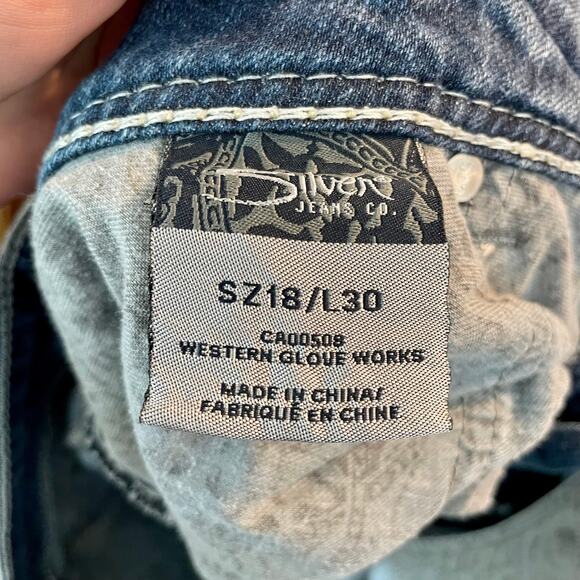 Silver
JEANS CO.
SZ18/L30
CA00508
WESTERN GLOVE WORKS
MADE IN CHINA/
FABRIQUÉ EN CHINE